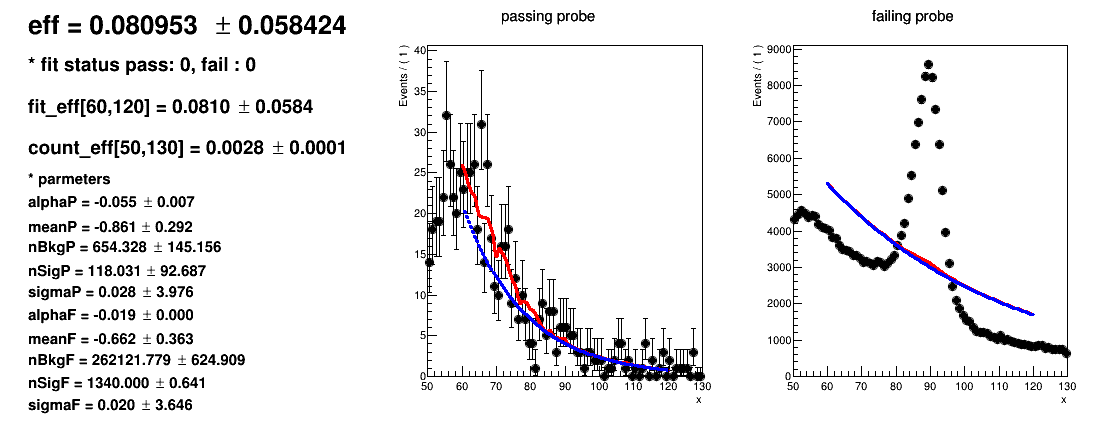 eff = 0.080953 ± 0.058424
* fit status pass: 0, fail : 0
fit_eff[60,120] = 0.0810 ± 0.0584
count_eff[50,130] = 0.0028 ± 0.0001
* parmeters
alphaP = -0.055 ± 0.007
meanP = -0.861 ± 0.292
nBkgP = 654.328 ± 145.156
nSigP = 118.031 ± 92.687
sigmaP = 0.028 ± 3.976
alphaF = -0.019 ± 0.000
meanF = -0.662 ± 0.363
nBkgF = 262121.779 ± 624.909
nSigF = 1340.000 ± 0.641
sigmaF = 0.020 ± 3.646
passing probe
Events / ( 1 )
40
35
30
25
20
15
10
5
0
50 60 70 80 90 100 110 120 130
x
failing probe
Events / ( 1 )
9000
8000
7000
6000
5000
4000
3000
2000
1000
0
50 60 70 80 90 100 110 120 130
x